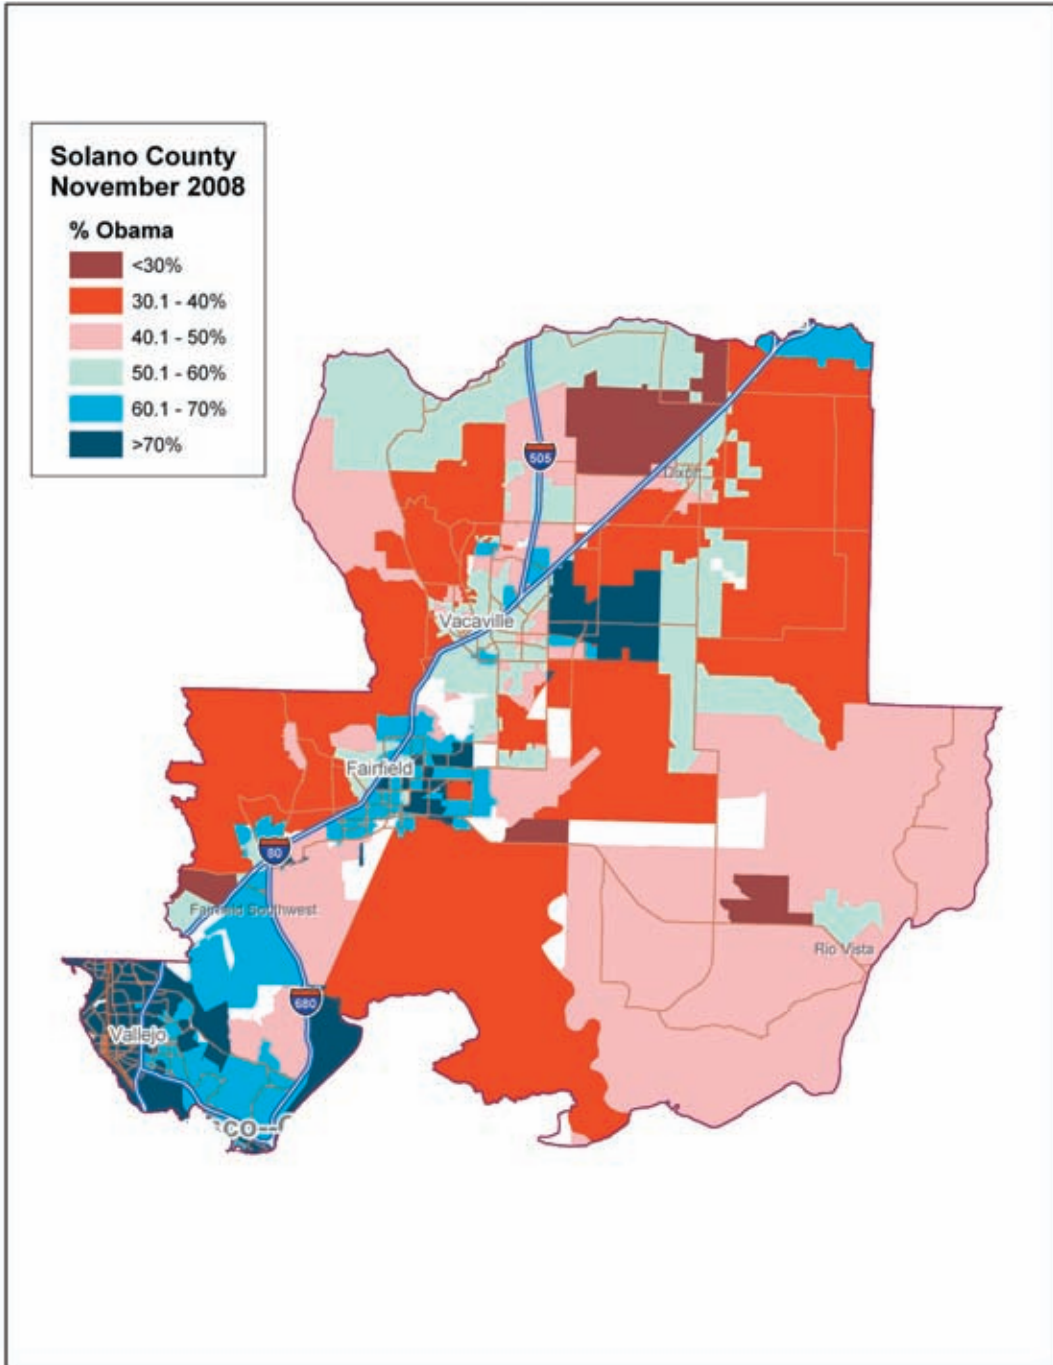 Solano County
November 2008
% Obama
<30%
30.1 - 40%
40.1 - 50%
50.1 - 60%
60.1 - 70%
>70%
505
Dixon
Vacaville
Fairfield
80
Fairfield Southwest
Rio Vista
680
Vallejo